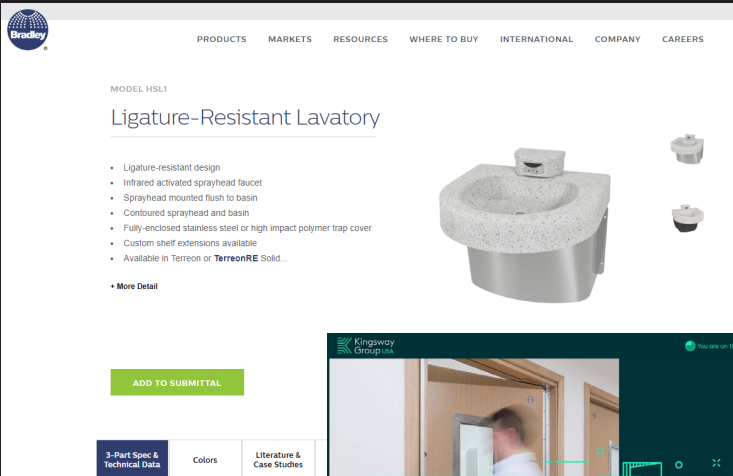 Bradley
®
PRODUCTS MARKETS RESOURCES WHERE TO BUY INTERNATIONAL COMPANY CAREERS
MODEL HSL1
Ligature-Resistant Lavatory
• Ligature-resistant design
• Infrared activated sprayhead faucet
• Sprayhead mounted flush to basin
• Contoured sprayhead and basin
• Fully-enclosed stainless steel or high impact polymer trap cover
• Custom shelf extensions available
• Available in Terreon or TerreonRE Solid...
+ More Detail
ADD TO SUBMITTAL
3-Part Spec &
Technical Data
Colors
Literature &
Case Studies
Kingsway
Group USA
You are on th